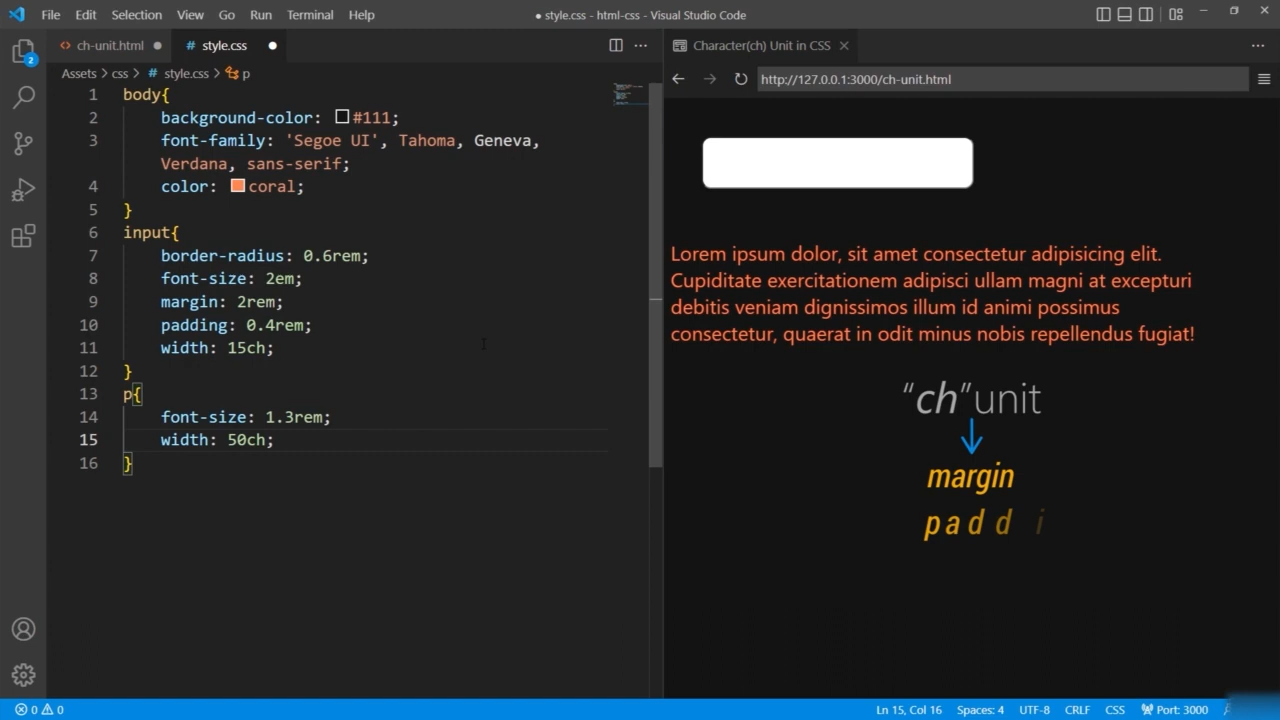 File Edit Selection View Go Run Terminal Help
● style.css - html-css - Visual Studio Code
ch-unit.html
# style.css
Assets > css > # style.css > p
1 body{
2 background-color: #111;
3 font-family: 'Segoe UI', Tahoma, Geneva,
Verdana, sans-serif;
4 color: coral;
5 }
6 input{
7 border-radius: 0.6rem;
8 font-size: 2em;
9 margin: 2rem;
10 padding: 0.4rem;
11 width: 15ch;
12 }
13 p{
14 font-size: 1.3rem;
15 width: 50ch;
16 }
Character(ch) Unit in CSS
http://127.0.0.1:3000/ch-unit.html
Lorem ipsum dolor, sit amet consectetur adipisicing elit.
Cupiditate exercitationem adipisci ullam magni at excepturi
debitis veniam dignissimos illum id animi possimus
consectetur, quaerat in odit minus nobis repellendus fugiat!
“ch”unit
margin
paddi
2
0 0
Ln 15, Col 16 Spaces: 4 UTF-8 CRLF CSS Port: 3000